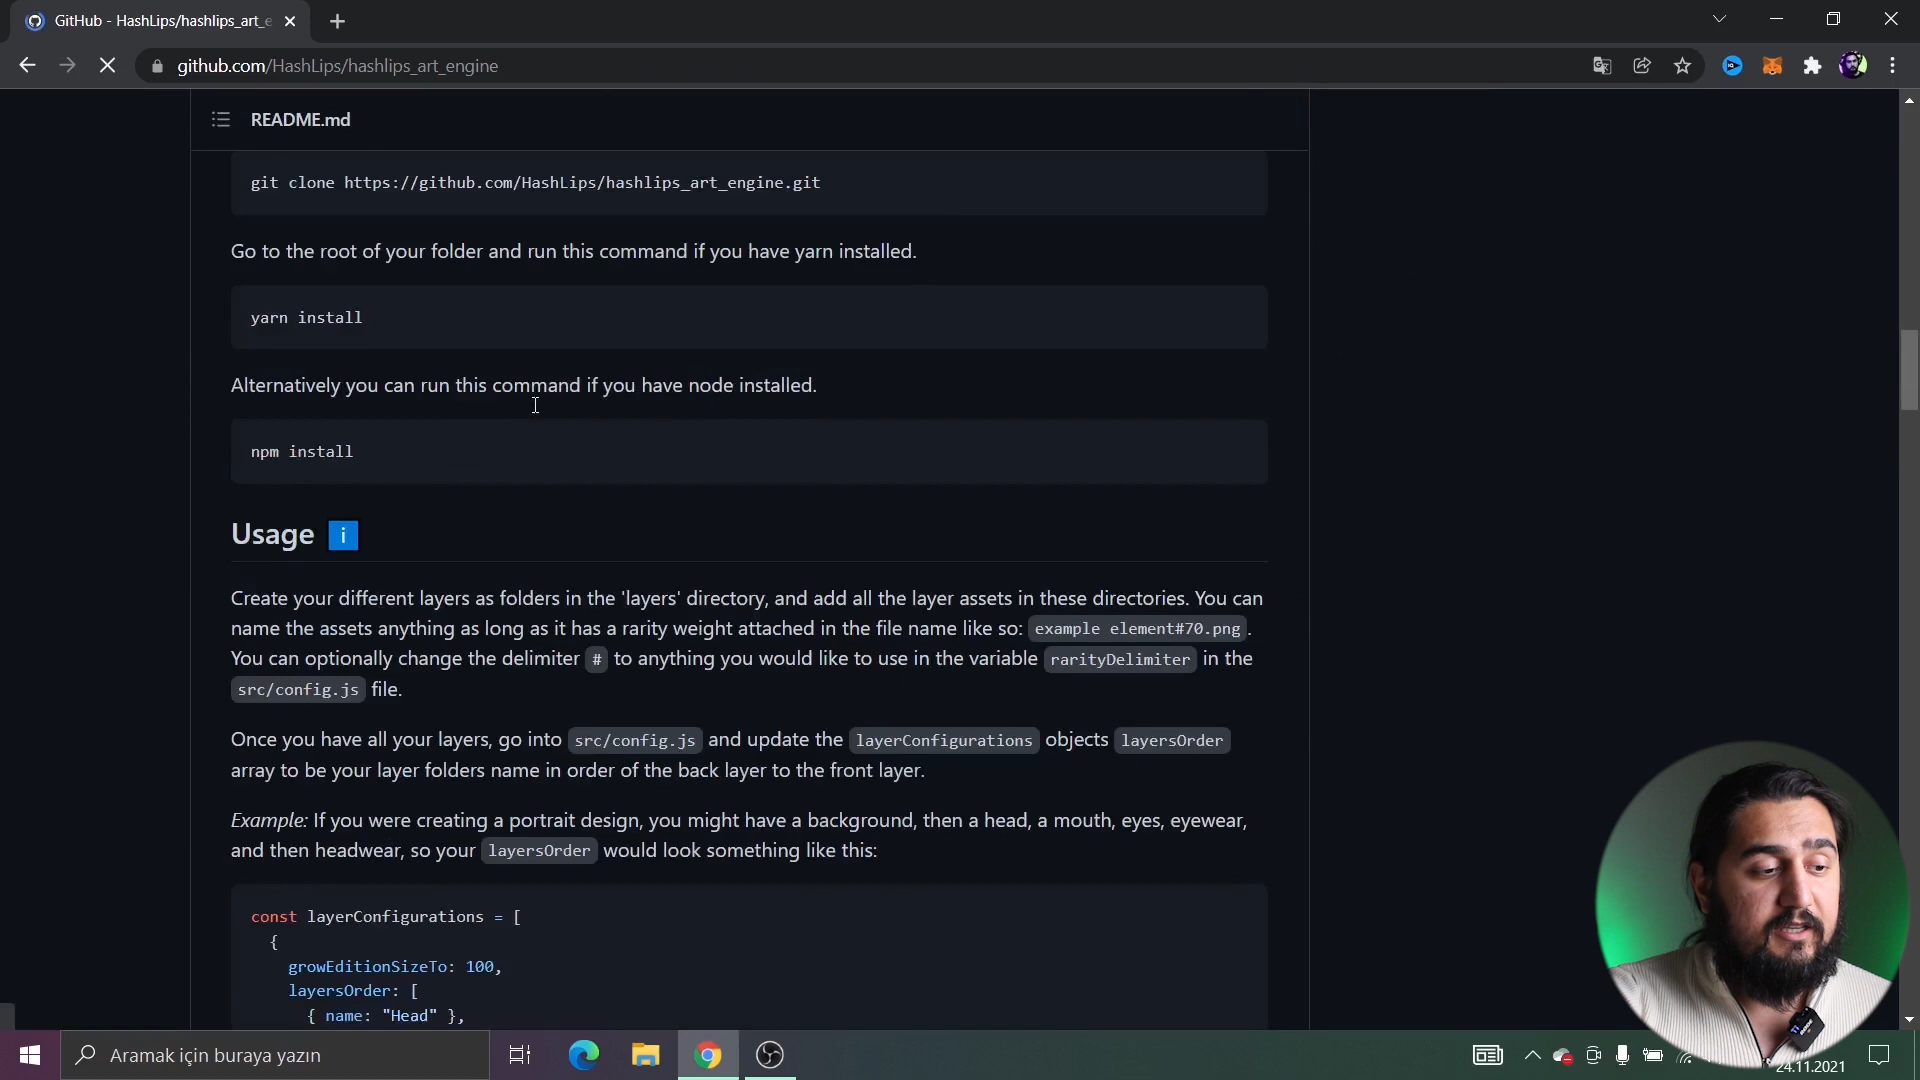 GitHub - HashLips/hashlips_art_e
github.com/HashLips/hashlips_art_engine
README.md
git clone https://github.com/HashLips/hashlips_art_engine.git
Go to the root of your folder and run this command if you have yarn installed.
yarn install
Alternatively you can run this command if you have node installed.
npm install
Usage i
Create your different layers as folders in the 'layers' directory, and add all the layer assets in these directories. You can
name the assets anything as long as it has a rarity weight attached in the file name like so: example element#70.png .
You can optionally change the delimiter # to anything you would like to use in the variable rarityDelimiter in the
src/config.js file.
Once you have all your layers, go into src/config.js and update the layerConfigurations objects layersOrder
array to be your layer folders name in order of the back layer to the front layer.
Example: If you were creating a portrait design, you might have a background, then a head, a mouth, eyes, eyewear,
and then headwear, so your layersOrder would look something like this:
const layerConfigurations = [
{
growEditionSizeTo: 100,
layersOrder: [
{ name: "Head" },
Aramak için buraya yazın
24.11.2021